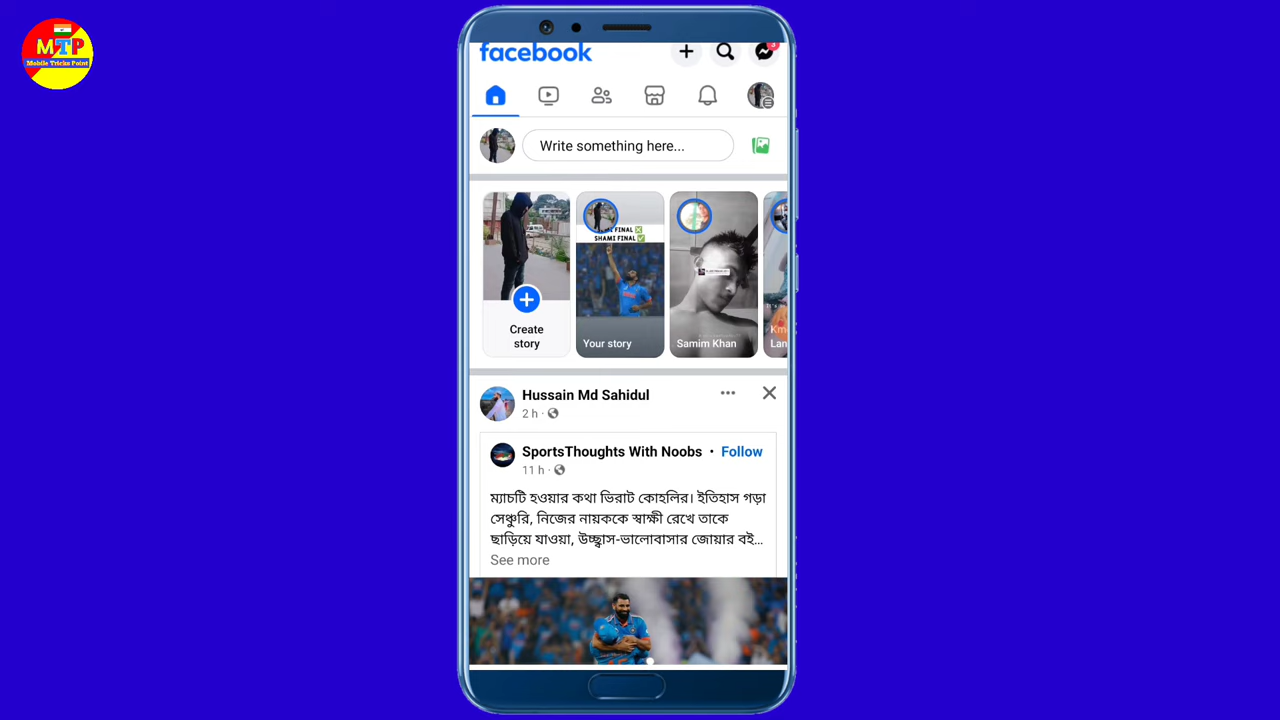 MTP
Mobile Tricks Point
facebook
Write something here...
SHAMI FINAL ✅
Create
story
Your story
Samim Khan
Hussain Md Sahidul
2 h
SportsThoughts With Noobs • Follow
11 h
ম্যাচটি হওয়ার কথা ভিরাট কোহলির। ইতিহাস গড়া
সেঞ্চুরি, নিজের নায়ককে স্বাক্ষী রেখে তাকে
ছাড়িয়ে যাওয়া, উচ্ছ্বাস-ভালোবাসার জোয়ার বই...
See more